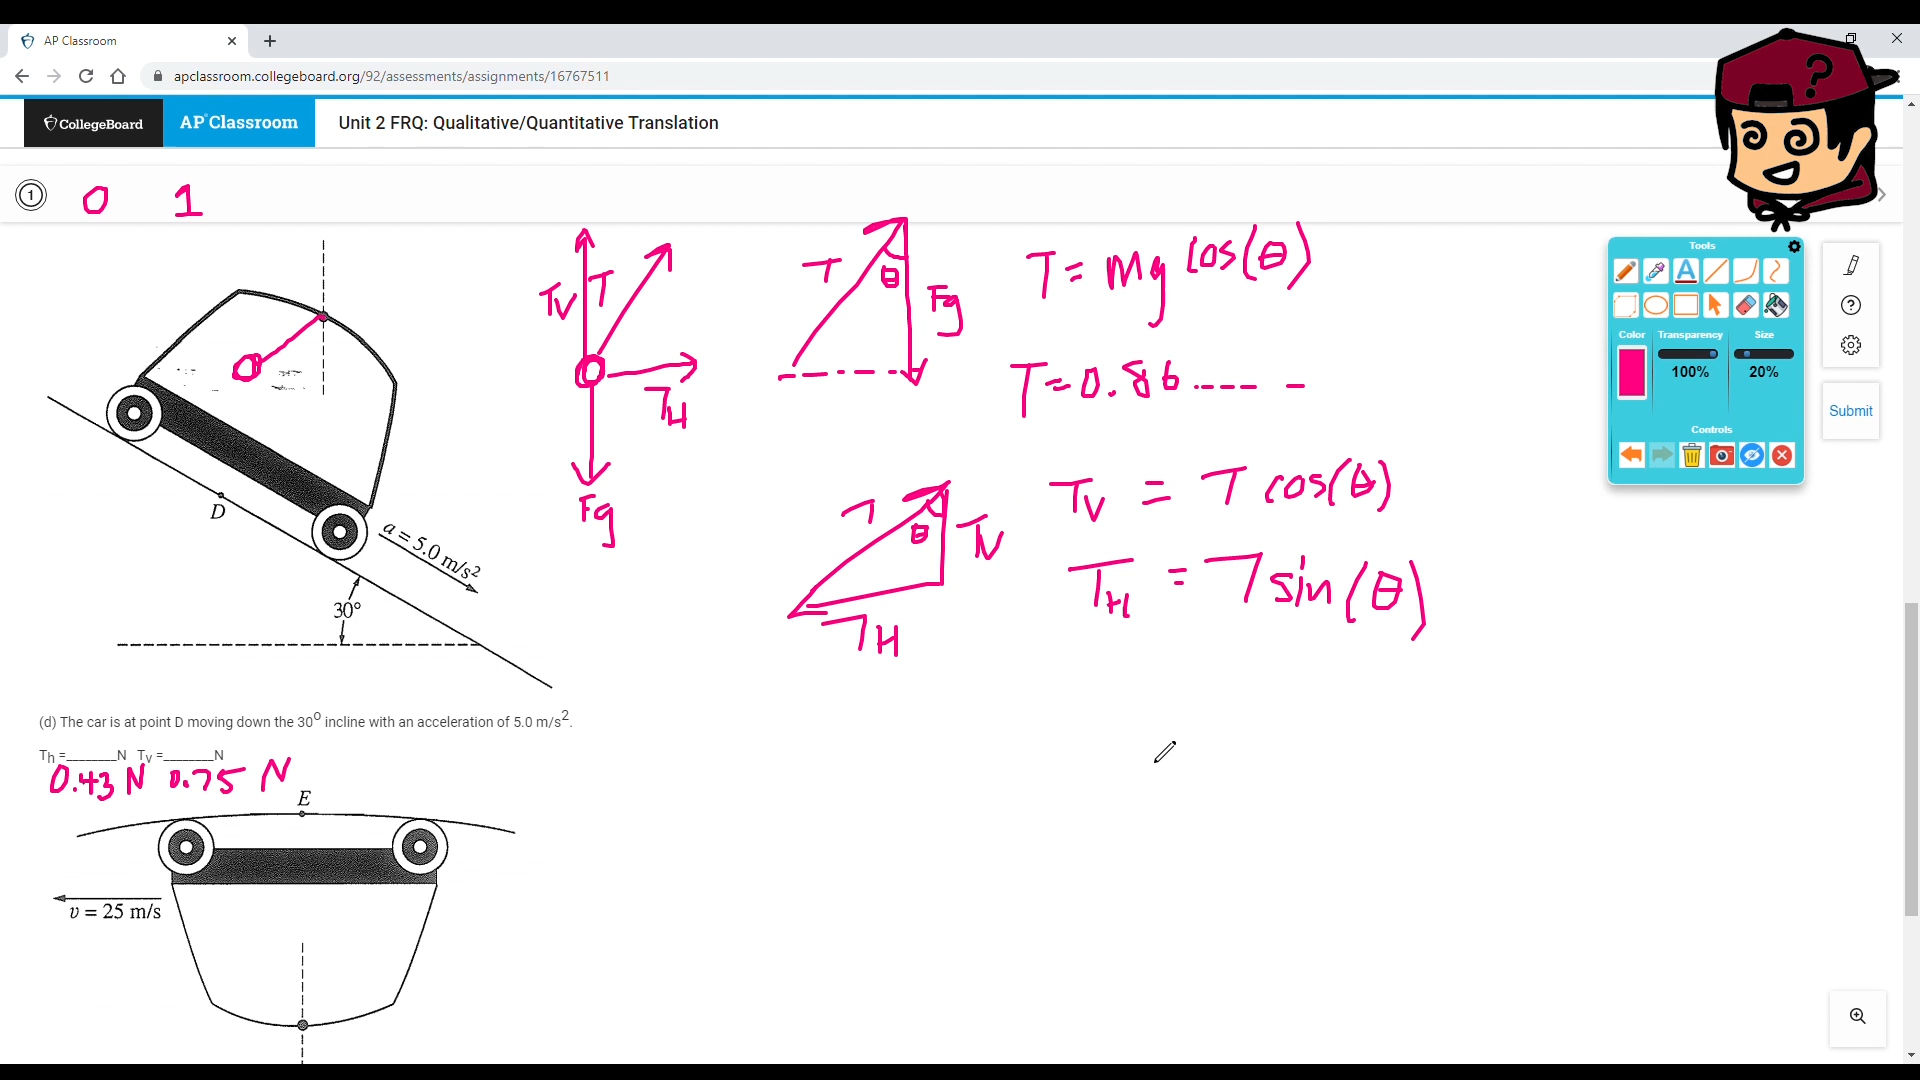 AP Classroom
apclassroom.collegeboard.org/92/assessments/assignments/16767511
CollegeBoard
AP Classroom
Unit 2 FRQ: Qualitative/Quantitative Translation
1
0 1
?
D
a = 5.0 m/s²
30°
Tv
T
TH
Fg
T
θ
Fg
T= mg cos(θ)
T=0.86---- -
T
θ
Tv
TH
Tv = T cos(θ)
TH = T sin(θ)
Tools
Color Transparency Size
100% 20%
Controls
Submit
(d) The car is at point D moving down the 30⁰ incline with an acceleration of 5.0 m/s².
Th =_______N Tv =_______N
0.43 N 0.75 N
E
v = 25 m/s